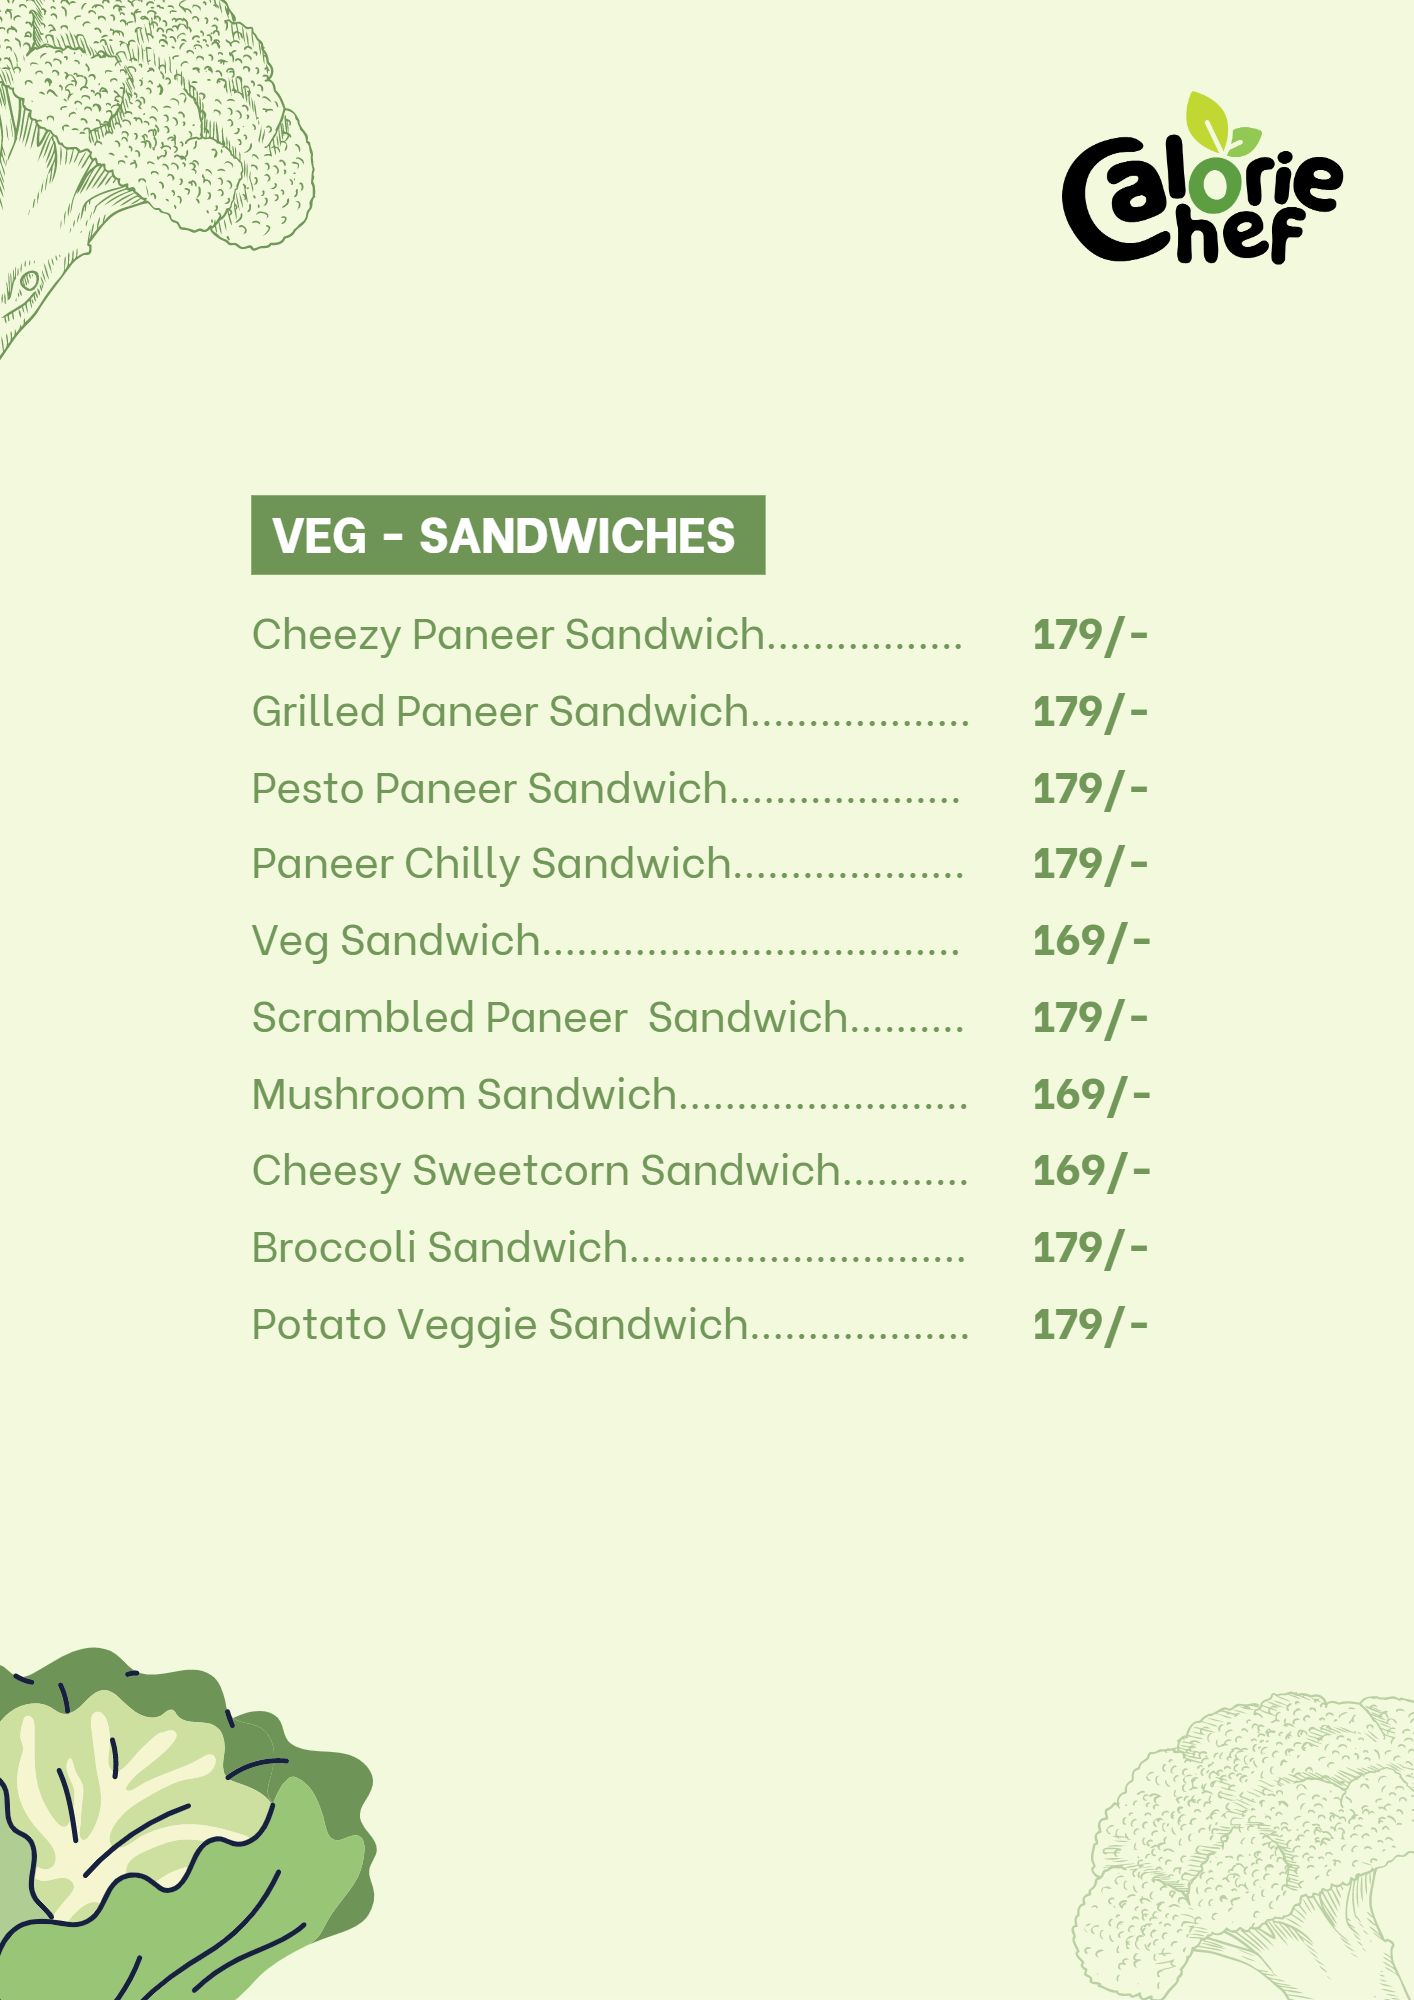 Calorie
Chef
VEG - SANDWICHES
Cheezy Paneer Sandwich................. 179/-
Grilled Paneer Sandwich................... 179/-
Pesto Paneer Sandwich.................... 179/-
Paneer Chilly Sandwich.................... 179/-
Veg Sandwich.................................... 169/-
Scrambled Paneer  Sandwich.......... 179/-
Mushroom Sandwich......................... 169/-
Cheesy Sweetcorn Sandwich........... 169/-
Broccoli Sandwich............................. 179/-
Potato Veggie Sandwich................... 179/-